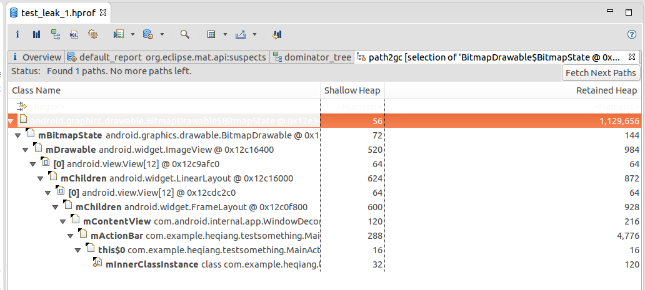 test_leak_1.hprof
i Overview default_report org.eclipse.mat.api:suspects dominator_tree path2gc [selection of 'BitmapDrawable$BitmapState @ 0x...
Status: Found 1 paths. No more paths left.
Fetch Next Paths
Class Name Shallow Heap Retained Heap
android.graphics.drawable.BitmapDrawable$BitmapState 56 1,129,656
mBitmapState android.graphics.drawable.BitmapDrawable @ 0x1 72 144
mDrawable android.widget.ImageView @ 0x12c16400 520 984
[0] android.view.View[12] @ 0x12c9afc0 64 64
mChildren android.widget.LinearLayout @ 0x12c16000 624 872
[0] android.view.View[12] @ 0x12cdc2c0 64 64
mChildren android.widget.FrameLayout @ 0x12c0f800 600 928
mContentView com.android.internal.app.WindowDeco 120 216
mActionBar com.example.heqiang.testsomething.Mai 288 4,776
this$0 com.example.heqiang.testsomething.MainAc 16 16
mInnerClassInstance class com.example.heqiang. 32 120